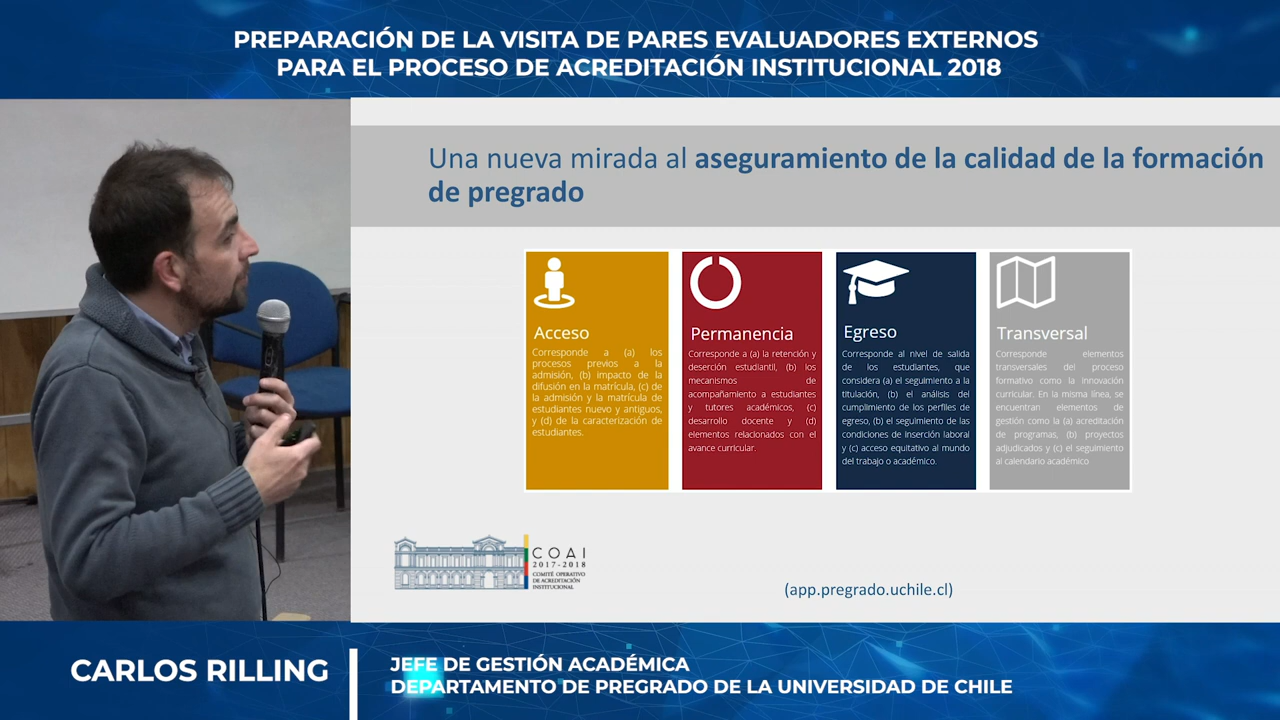 PREPARACIÓN DE LA VISITA DE PARES EVALUADORES EXTERNOS
PARA EL PROCESO DE ACREDITACIÓN INSTITUCIONAL 2018
Una nueva mirada al aseguramiento de la calidad de la formación
de pregrado
Acceso
Corresponde a (a) los
procesos previos a la
admisión, (b) impacto de la
difusión en la matrícula, (c) de
la admisión y la matrícula de
estudiantes nuevo y antiguos,
y (d) de la caracterización de
estudiantes.
Permanencia
Corresponde a (a) la retención y
deserción estudiantil, (b) los
mecanismos de
acompañamiento a estudiantes
y tutores académicos, (c)
desarrollo docente y (d)
elementos relacionados con el
avance curricular.
Egreso
Corresponde al nivel de salida
de los estudiantes, que
considera (a) el seguimiento a la
titulación, (b) el análisis del
cumplimiento de los perfiles de
egreso, (b) el seguimiento de las
condiciones de inserción laboral
y (c) acceso equitativo al mundo
del trabajo o académico.
Transversal
Corresponde elementos
transversales del proceso
formativo como la innovación
curricular. En la misma línea, se
encuentran elementos de
gestión como la (a) acreditación
de programas, (b) proyectos
adjudicados y (c) el seguimiento
al calendario académico
COAI
2017-2018
COMITÉ OPERATIVO
DE ACREDITACIÓN
INSTITUCIONAL
(app.pregrado.uchile.cl)
CARLOS RILLING
JEFE DE GESTIÓN ACADÉMICA
DEPARTAMENTO DE PREGRADO DE LA UNIVERSIDAD DE CHILE